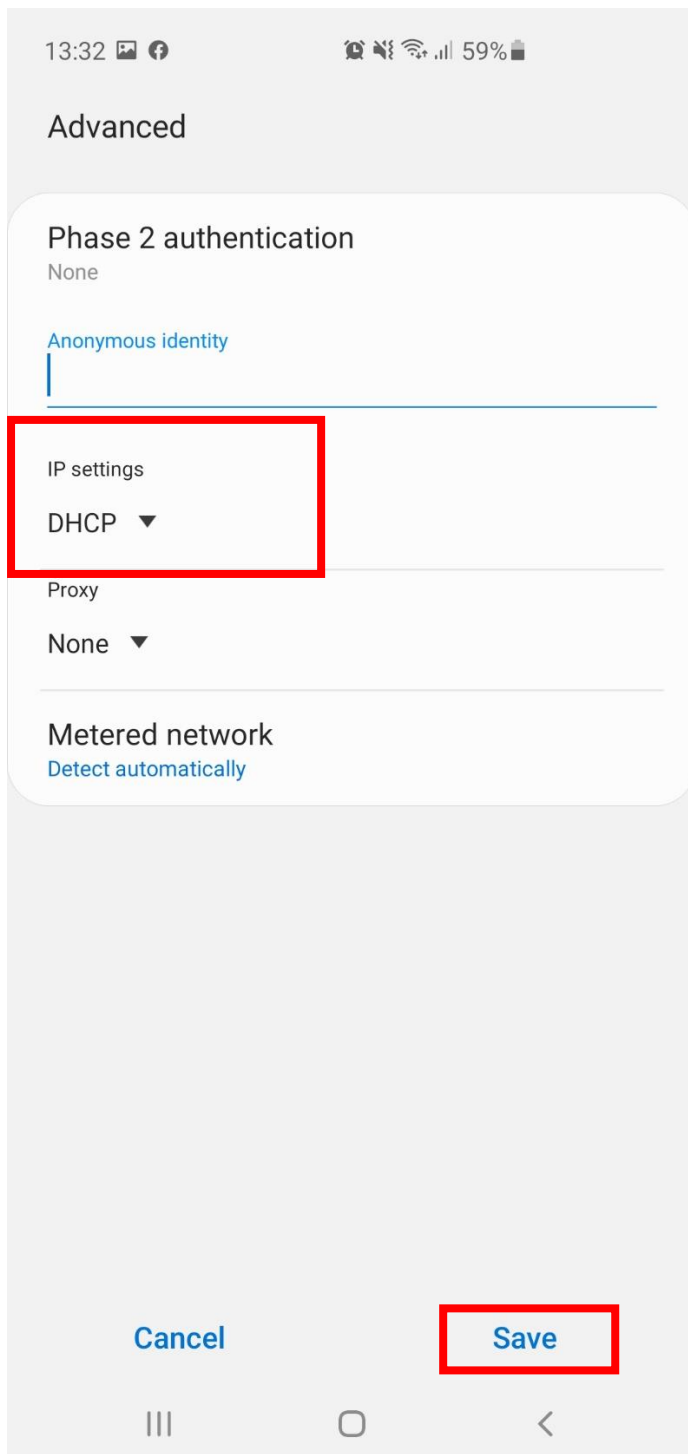 13:32 59%
Advanced
Phase 2 authentication
None
Anonymous identity
IP settings
DHCP
Proxy
None
Metered network
Detect automatically
Cancel Save